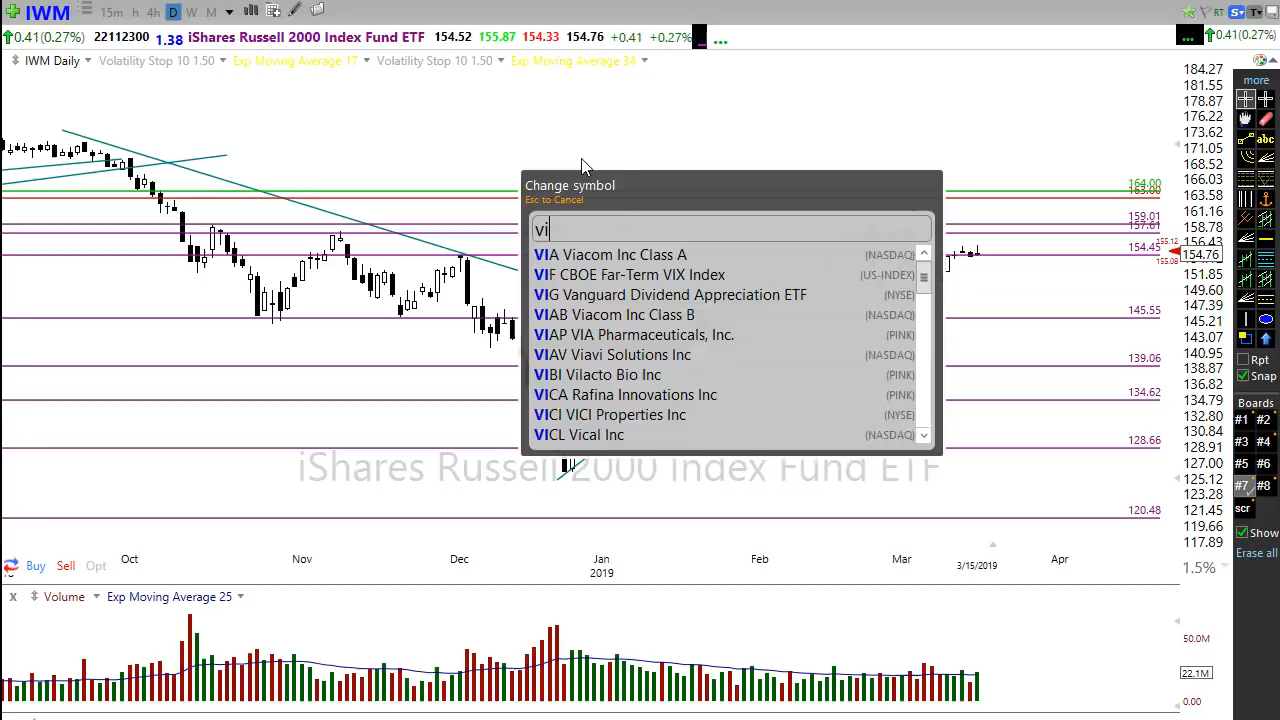 IWM 15m h 4h D W M RT S T
0.41(0.27%) 22112300 1.38 iShares Russell 2000 Index Fund ETF 154.52 155.87 154.33 154.76 +0.41 +0.27% ... ... 0.41(0.27%)
IWM Daily Volatility Stop 10 1.50 Exp Moving Average 17 Volatility Stop 10 1.50 Exp Moving Average 34
Change symbol
Esc to Cancel
vi
VIA Viacom Inc Class A (NASDAQ)
VIF CBOE Far-Term VIX Index (US-INDEX)
VIG Vanguard Dividend Appreciation ETF (NYSE)
VIAB Viacom Inc Class B (NASDAQ)
VIAP VIA Pharmaceuticals, Inc. (PINK)
VIAV Viavi Solutions Inc (NASDAQ)
VIBI Vilacto Bio Inc (PINK)
VICA Rafina Innovations Inc (PINK)
VICI VICI Properties Inc (NYSE)
VICL Vical Inc (NASDAQ)
iShares Russell 2000 Index Fund ETF
164.00
163.00
159.01
157.61
155.12
154.45
155.08
145.55
139.06
134.62
128.66
120.48
184.27
181.55
178.87
176.22
173.62
171.05
168.52
166.03
163.58
161.16
158.78
156.43
154.76
151.85
149.60
147.39
145.21
143.07
140.95
138.87
136.82
134.79
132.80
130.84
128.91
127.00
125.12
123.28
121.45
119.66
117.89
1.5%
more
abc
Rpt
Snap
Boards
#1 #2
#3 #4
#5 #6
#7 #8
scr
Show
Erase all
Buy Sell Opt
Oct Nov Dec Jan Feb Mar Apr
2019 3/15/2019
x Volume Exp Moving Average 25
50.0M
22.1M
0.00